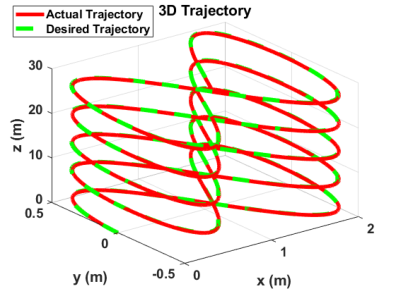 3D Trajectory
Actual Trajectory
Desired Trajectory
30
20
10
0
z (m)
0.5
0
-0.5
y (m)
0
1
2
x (m)